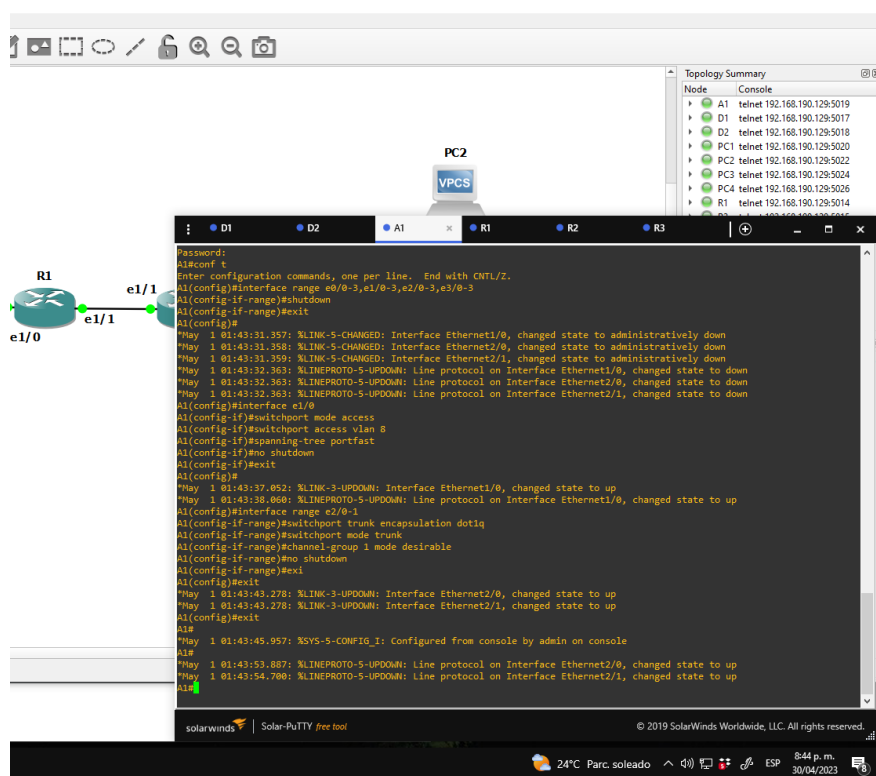 Topology Summary
Node Console
A1 telnet 192.168.190.129:5019
D1 telnet 192.168.190.129:5017
D2 telnet 192.168.190.129:5018
PC1 telnet 192.168.190.129:5020
PC2 telnet 192.168.190.129:5022
PC3 telnet 192.168.190.129:5024
PC4 telnet 192.168.190.129:5026
R1 telnet 192.168.190.129:5014
PC2
VPCS
R1
e1/1
e1/1
e1/0
D1 D2 A1 R1 R2 R3
Password:
A1#conf t
Enter configuration commands, one per line. End with CNTL/Z.
A1(config)#interface range e0/0-3,e1/0-3,e2/0-3,e3/0-3
A1(config-if-range)#shutdown
A1(config-if-range)#exit
A1(config)#
*May 1 01:43:31.357: %LINK-5-CHANGED: Interface Ethernet1/0, changed state to administratively down
*May 1 01:43:31.358: %LINK-5-CHANGED: Interface Ethernet2/0, changed state to administratively down
*May 1 01:43:31.359: %LINK-5-CHANGED: Interface Ethernet2/1, changed state to administratively down
*May 1 01:43:32.363: %LINEPROTO-5-UPDOWN: Line protocol on Interface Ethernet1/0, changed state to down
*May 1 01:43:32.363: %LINEPROTO-5-UPDOWN: Line protocol on Interface Ethernet2/0, changed state to down
*May 1 01:43:32.363: %LINEPROTO-5-UPDOWN: Line protocol on Interface Ethernet2/1, changed state to down
A1(config)#interface e1/0
A1(config-if)#switchport mode access
A1(config-if)#switchport access vlan 8
A1(config-if)#spanning-tree portfast
A1(config-if)#no shutdown
A1(config-if)#exit
A1(config)#
*May 1 01:43:37.052: %LINK-3-UPDOWN: Interface Ethernet1/0, changed state to up
*May 1 01:43:38.060: %LINEPROTO-5-UPDOWN: Line protocol on Interface Ethernet1/0, changed state to up
A1(config)#interface range e2/0-1
A1(config-if-range)#switchport trunk encapsulation dot1q
A1(config-if-range)#switchport mode trunk
A1(config-if-range)#channel-group 1 mode desirable
A1(config-if-range)#no shutdown
A1(config-if-range)#exi
A1(config)#exit
*May 1 01:43:43.278: %LINK-3-UPDOWN: Interface Ethernet2/0, changed state to up
*May 1 01:43:43.278: %LINK-3-UPDOWN: Interface Ethernet2/1, changed state to up
A1(config)#exit
A1#
*May 1 01:43:45.957: %SYS-5-CONFIG_I: Configured from console by admin on console
A1#
*May 1 01:43:53.887: %LINEPROTO-5-UPDOWN: Line protocol on Interface Ethernet2/0, changed state to up
*May 1 01:43:54.700: %LINEPROTO-5-UPDOWN: Line protocol on Interface Ethernet2/1, changed state to up
A1#
solarwinds Solar-PuTTY free tool © 2019 SolarWinds Worldwide, LLC. All rights reserved.
24°C Parc. soleado ESP 8:44 p. m.
30/04/2023
8